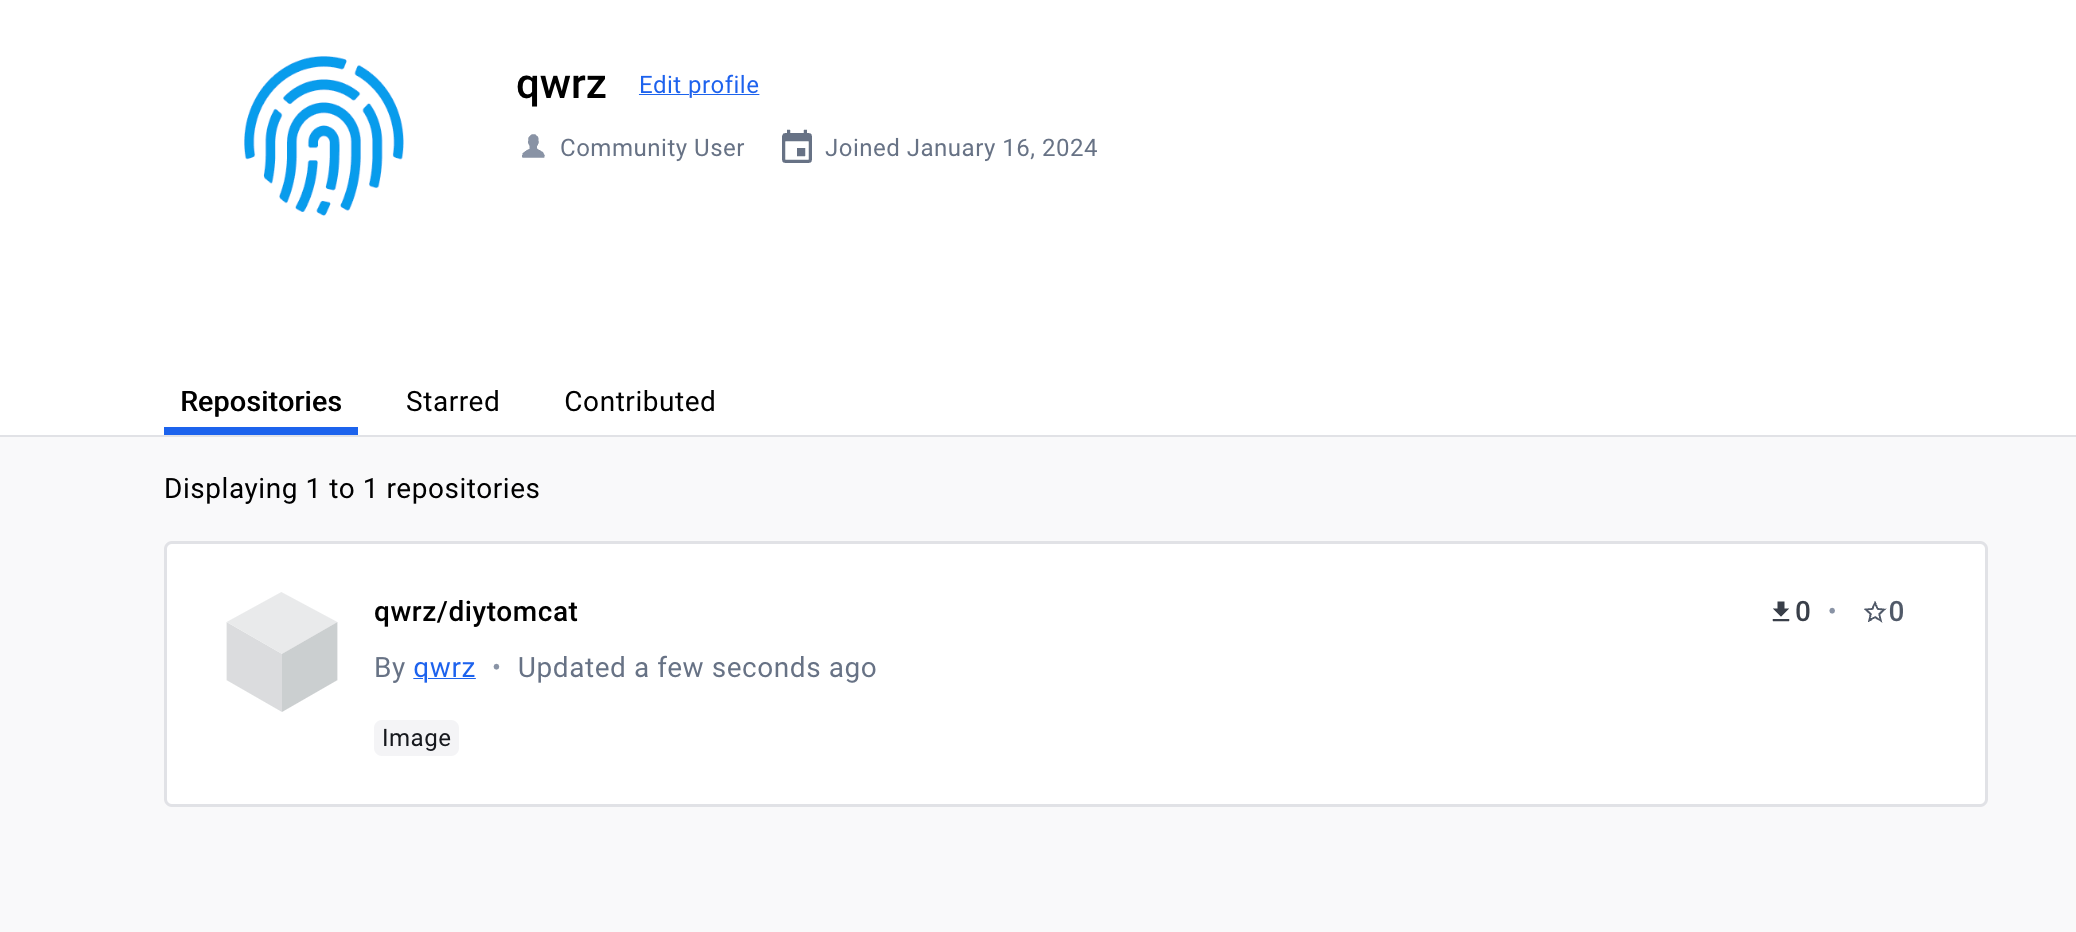 qwrz Edit profile
Community User Joined January 16, 2024
Repositories Starred Contributed
Displaying 1 to 1 repositories
qwrz/diytomcat 0 • 0
By qwrz • Updated a few seconds ago
Image